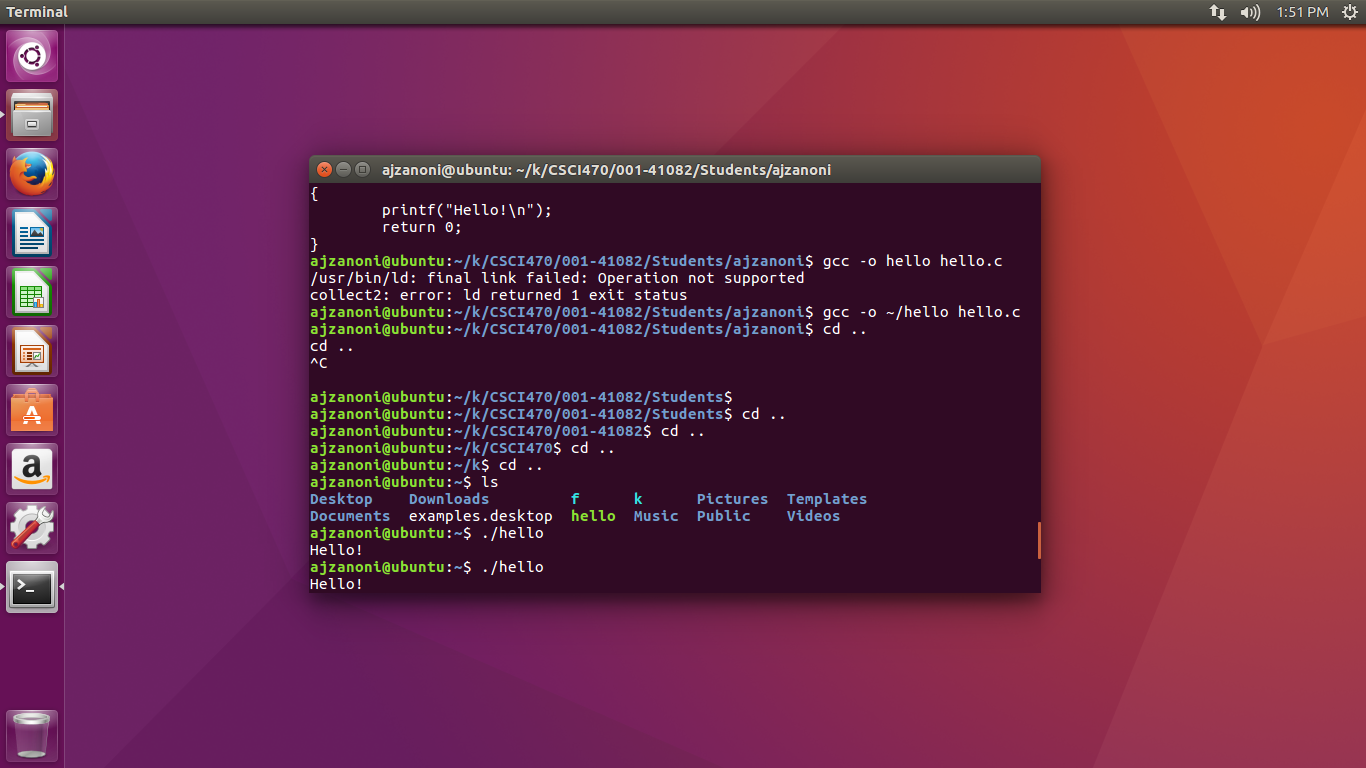 Terminal
1:51 PM
ajzanoni@ubuntu: ~/k/CSCI470/001-41082/Students/ajzanoni
{
        printf("Hello!\n");
        return 0;
}
ajzanoni@ubuntu:~/k/CSCI470/001-41082/Students/ajzanoni$ gcc -o hello hello.c
/usr/bin/ld: final link failed: Operation not supported
collect2: error: ld returned 1 exit status
ajzanoni@ubuntu:~/k/CSCI470/001-41082/Students/ajzanoni$ gcc -o ~/hello hello.c
ajzanoni@ubuntu:~/k/CSCI470/001-41082/Students/ajzanoni$ cd ..
cd ..
^C
ajzanoni@ubuntu:~/k/CSCI470/001-41082/Students$
ajzanoni@ubuntu:~/k/CSCI470/001-41082/Students$ cd ..
ajzanoni@ubuntu:~/k/CSCI470/001-41082$ cd ..
ajzanoni@ubuntu:~/k/CSCI470$ cd ..
ajzanoni@ubuntu:~/k$ cd ..
ajzanoni@ubuntu:~$ ls
Desktop    Downloads         f      k      Pictures  Templates
Documents  examples.desktop  hello  Music  Public    Videos
ajzanoni@ubuntu:~$ ./hello
Hello!
ajzanoni@ubuntu:~$ ./hello
Hello!